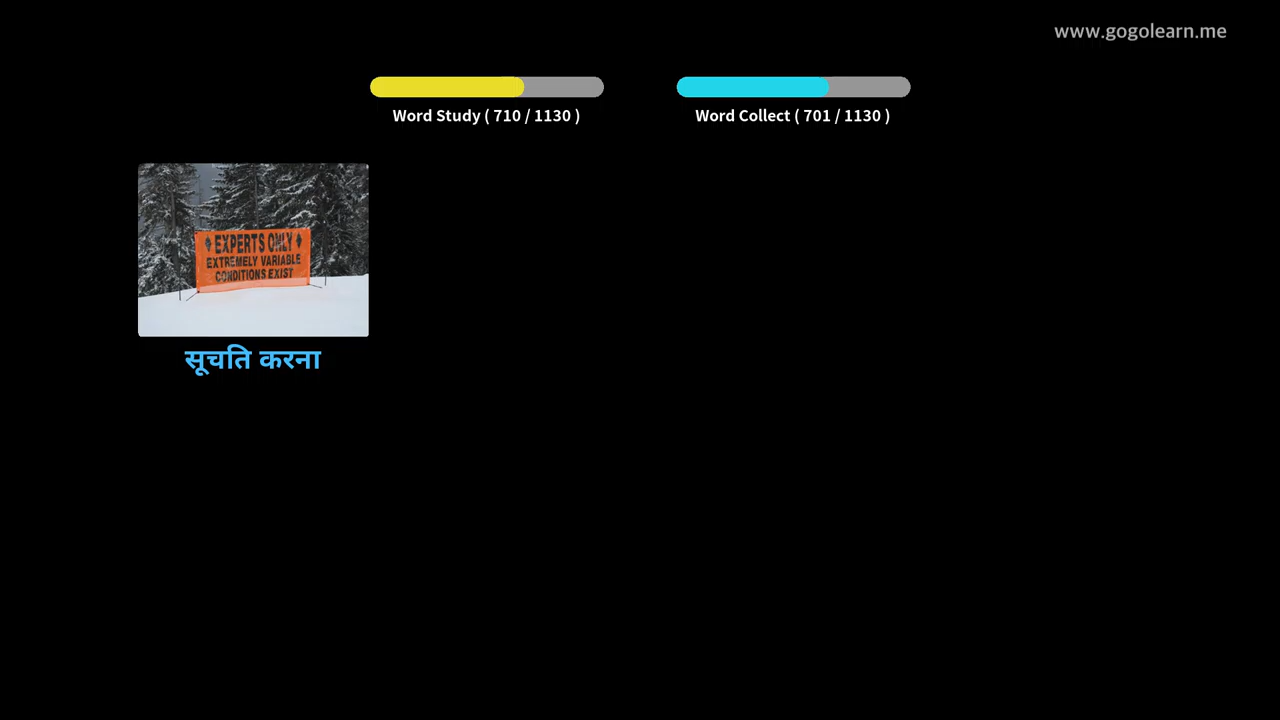 www.gogolearn.me
Word Study ( 710 / 1130 )
Word Collect ( 701 / 1130 )
EXPERTS ONLY
EXTREMELY VARIABLE
CONDITIONS EXIST
सूचति करना